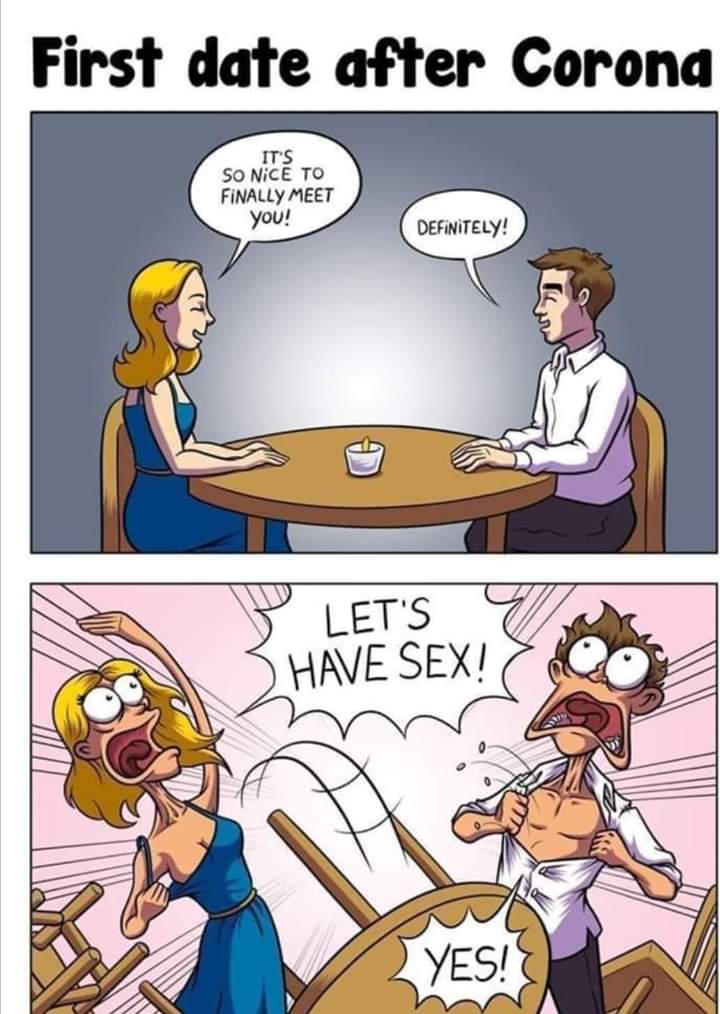 First date after Corona
IT'S
SO NiCE TO
FiNALLY MEET
YOU!
DEFiNiTELY!
LET'S
HAVE SEX!
YES!